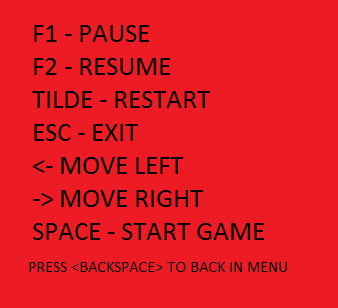 F1 - PAUSE
F2 - RESUME
TILDE - RESTART
ESC - EXIT
<- MOVE LEFT
-> MOVE RIGHT
SPACE - START GAME
PRESS <BACKSPACE> TO BACK IN MENU